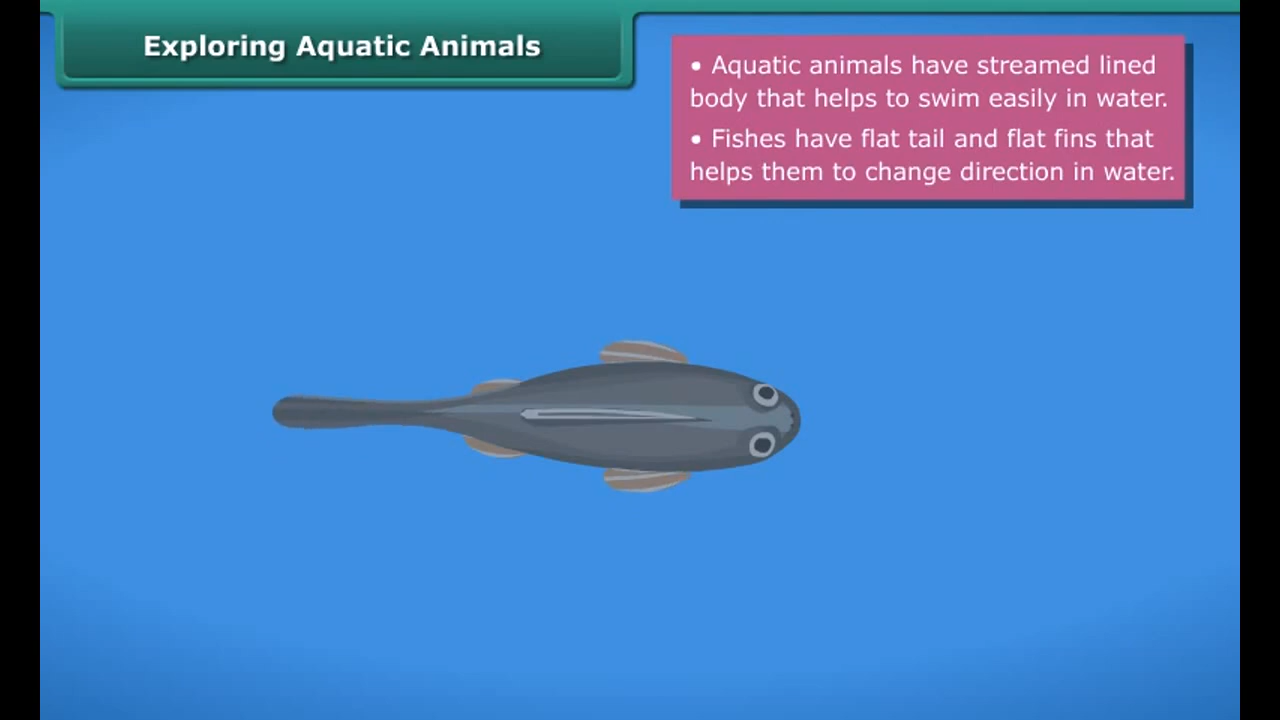 Exploring Aquatic Animals
• Aquatic animals have streamed lined
body that helps to swim easily in water.
• Fishes have flat tail and flat fins that
helps them to change direction in water.